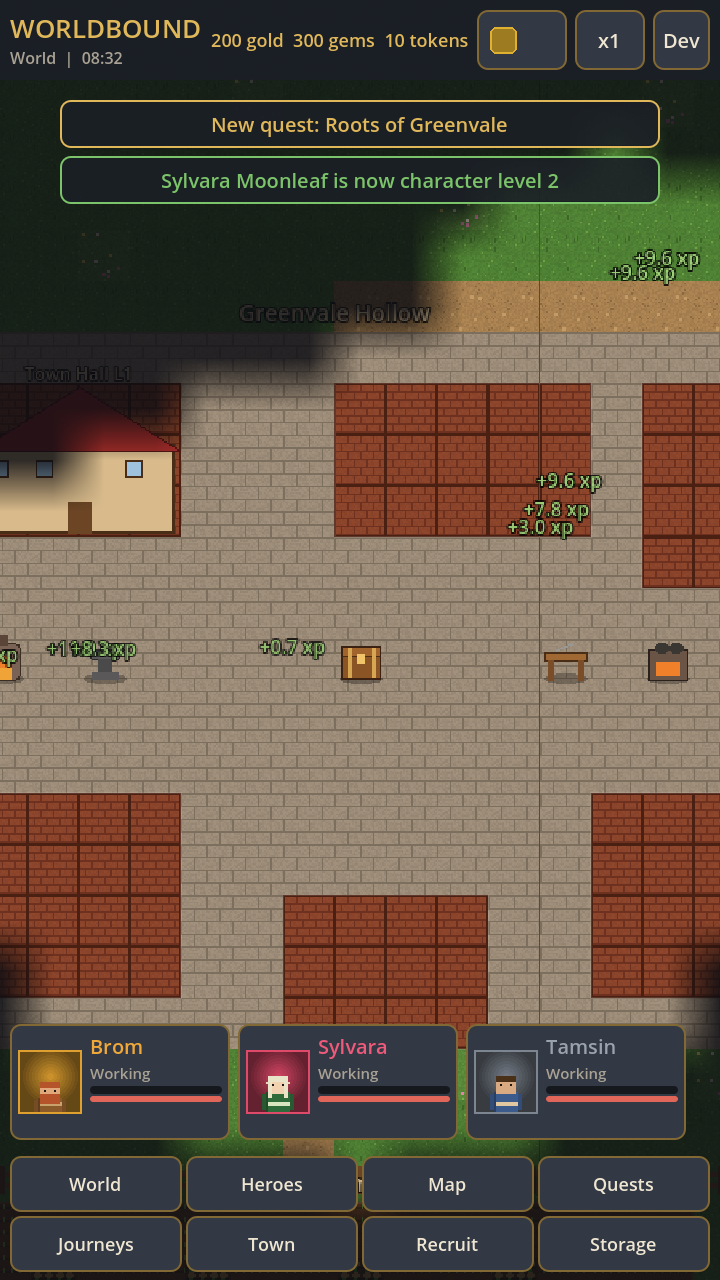 WORLDBOUND
World | 08:32
200 gold 300 gems 10 tokens
x1
Dev
New quest: Roots of Greenvale
Sylvara Moonleaf is now character level 2
+9.6 xp
+9.6 xp
Greenvale Hollow
Town Hall L1
+9.6 xp
+7.8 xp
+3.0 xp
xp
+0.7 xp
Brom
Working
Sylvara
Working
Tamsin
Working
World
Heroes
Map
Quests
Journeys
Town
Recruit
Storage